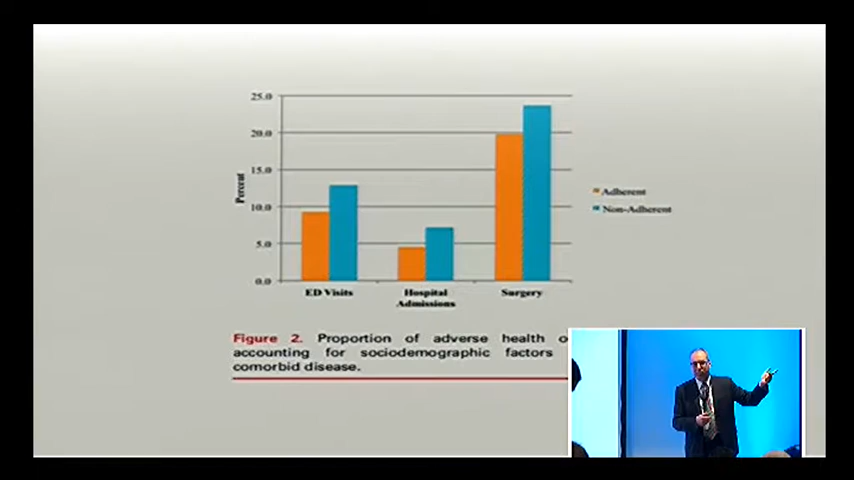 25.0
20.0
15.0
10.0
5.0
0.0
Percent
ED Visits
Hospital
Admissions
Surgery
Adherent
Non-Adherent
Figure 2. Proportion of adverse health
accounting for sociodemographic factors
comorbid disease.